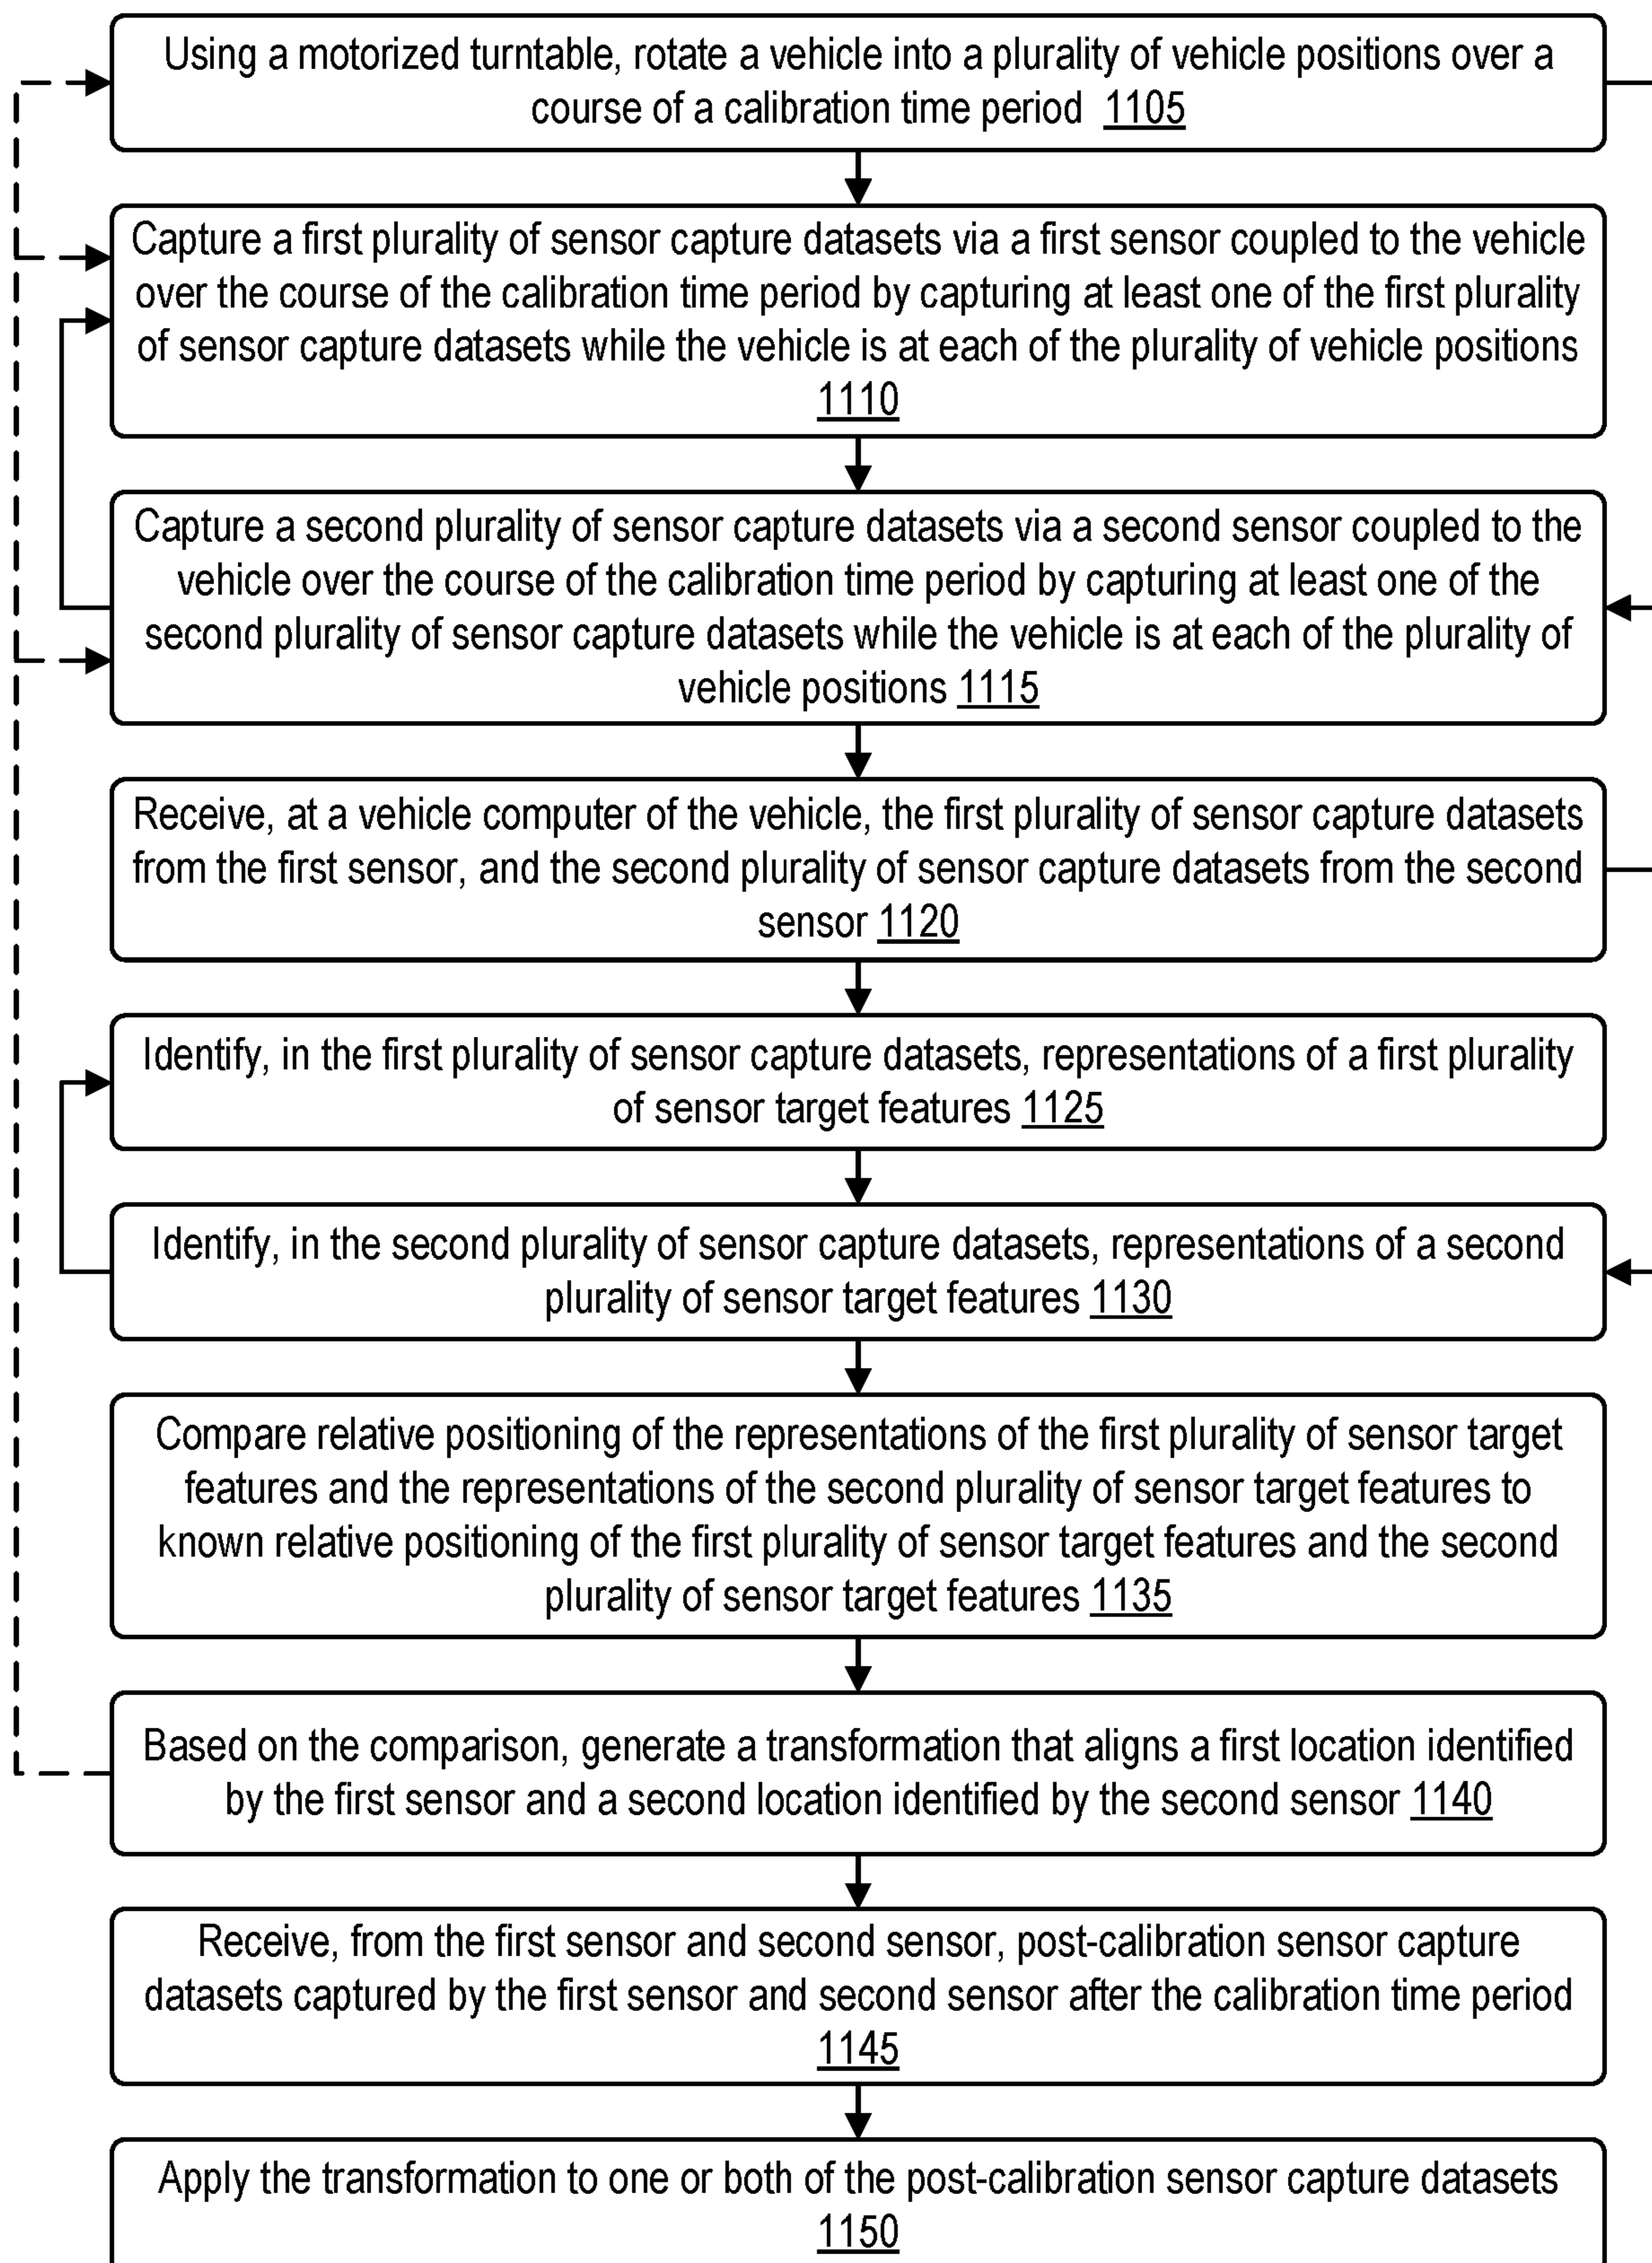 Using a motorized turntable, rotate a vehicle into a plurality of vehicle positions over a
course of a calibration time period 1105
Capture a first plurality of sensor capture datasets via a first sensor coupled to the vehicle
over the course of the calibration time period by capturing at least one of the first plurality
of sensor capture datasets while the vehicle is at each of the plurality of vehicle positions
1110
Capture a second plurality of sensor capture datasets via a second sensor coupled to the
vehicle over the course of the calibration time period by capturing at least one of the
second plurality of sensor capture datasets while the vehicle is at each of the plurality of
vehicle positions 1115
Receive, at a vehicle computer of the vehicle, the first plurality of sensor capture datasets
from the first sensor, and the second plurality of sensor capture datasets from the second
sensor 1120
Identify, in the first plurality of sensor capture datasets, representations of a first plurality
of sensor target features 1125
Identify, in the second plurality of sensor capture datasets, representations of a second
plurality of sensor target features 1130
Compare relative positioning of the representations of the first plurality of sensor target
features and the representations of the second plurality of sensor target features to
known relative positioning of the first plurality of sensor target features and the second
plurality of sensor target features 1135
Based on the comparison, generate a transformation that aligns a first location identified
by the first sensor and a second location identified by the second sensor 1140
Receive, from the first sensor and second sensor, post-calibration sensor capture
datasets captured by the first sensor and second sensor after the calibration time period
1145
Apply the transformation to one or both of the post-calibration sensor capture datasets
1150